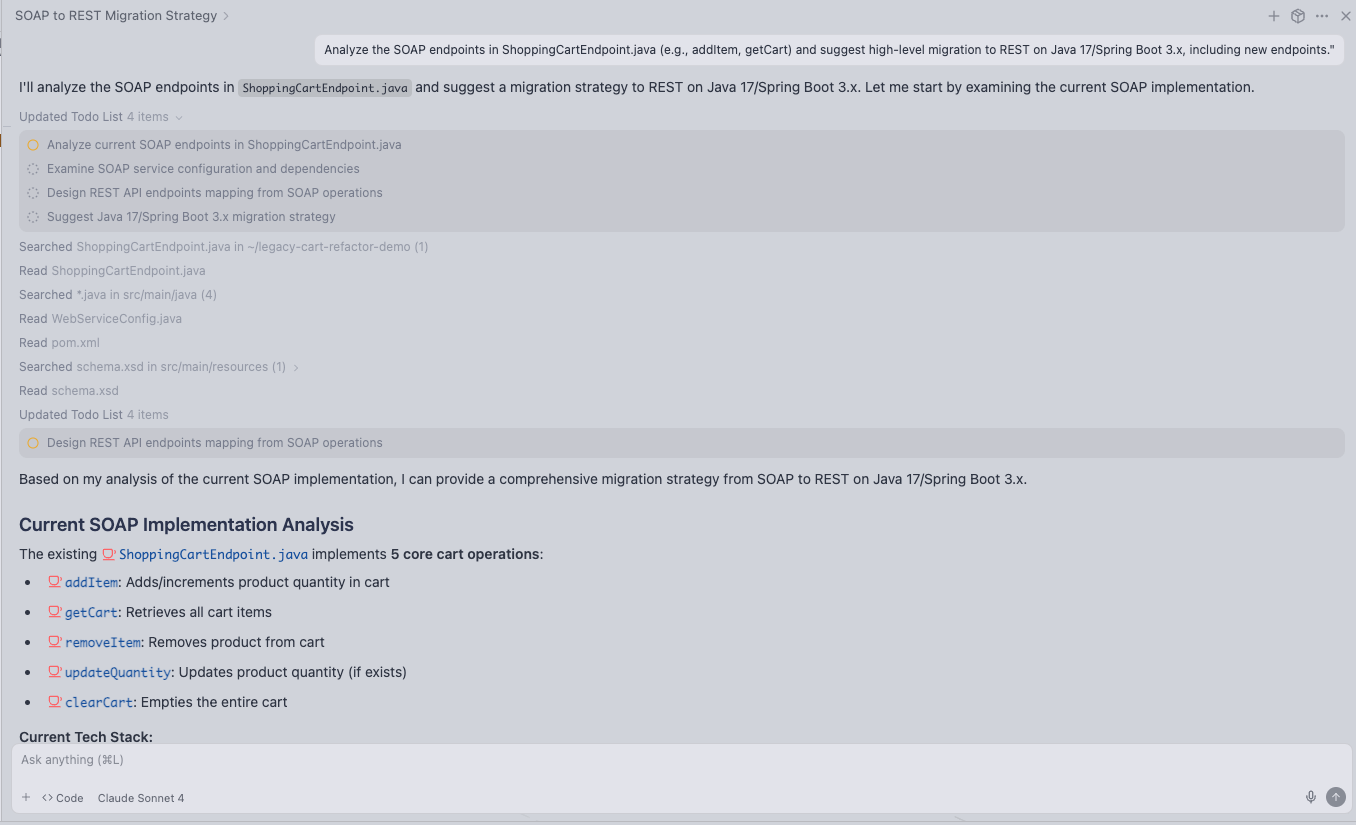 SOAP to REST Migration Strategy
Analyze the SOAP endpoints in ShoppingCartEndpoint.java (e.g., addItem, getCart) and suggest high-level migration to REST on Java 17/Spring Boot 3.x, including new endpoints."
I'll analyze the SOAP endpoints in ShoppingCartEndpoint.java and suggest a migration strategy to REST on Java 17/Spring Boot 3.x. Let me start by examining the current SOAP implementation.
Updated Todo List 4 items
Analyze current SOAP endpoints in ShoppingCartEndpoint.java
Examine SOAP service configuration and dependencies
Design REST API endpoints mapping from SOAP operations
Suggest Java 17/Spring Boot 3.x migration strategy
Searched ShoppingCartEndpoint.java in ~/legacy-cart-refactor-demo (1)
Read ShoppingCartEndpoint.java
Searched *.java in src/main/java (4)
Read WebServiceConfig.java
Read pom.xml
Searched schema.xsd in src/main/resources (1)
Read schema.xsd
Updated Todo List 4 items
Design REST API endpoints mapping from SOAP operations
Based on my analysis of the current SOAP implementation, I can provide a comprehensive migration strategy from SOAP to REST on Java 17/Spring Boot 3.x.
Current SOAP Implementation Analysis
The existing ShoppingCartEndpoint.java implements 5 core cart operations:
• addItem: Adds/increments product quantity in cart
• getCart: Retrieves all cart items
• removeItem: Removes product from cart
• updateQuantity: Updates product quantity (if exists)
• clearCart: Empties the entire cart
Current Tech Stack:
Ask anything (⌘L)
+ <> Code Claude Sonnet 4